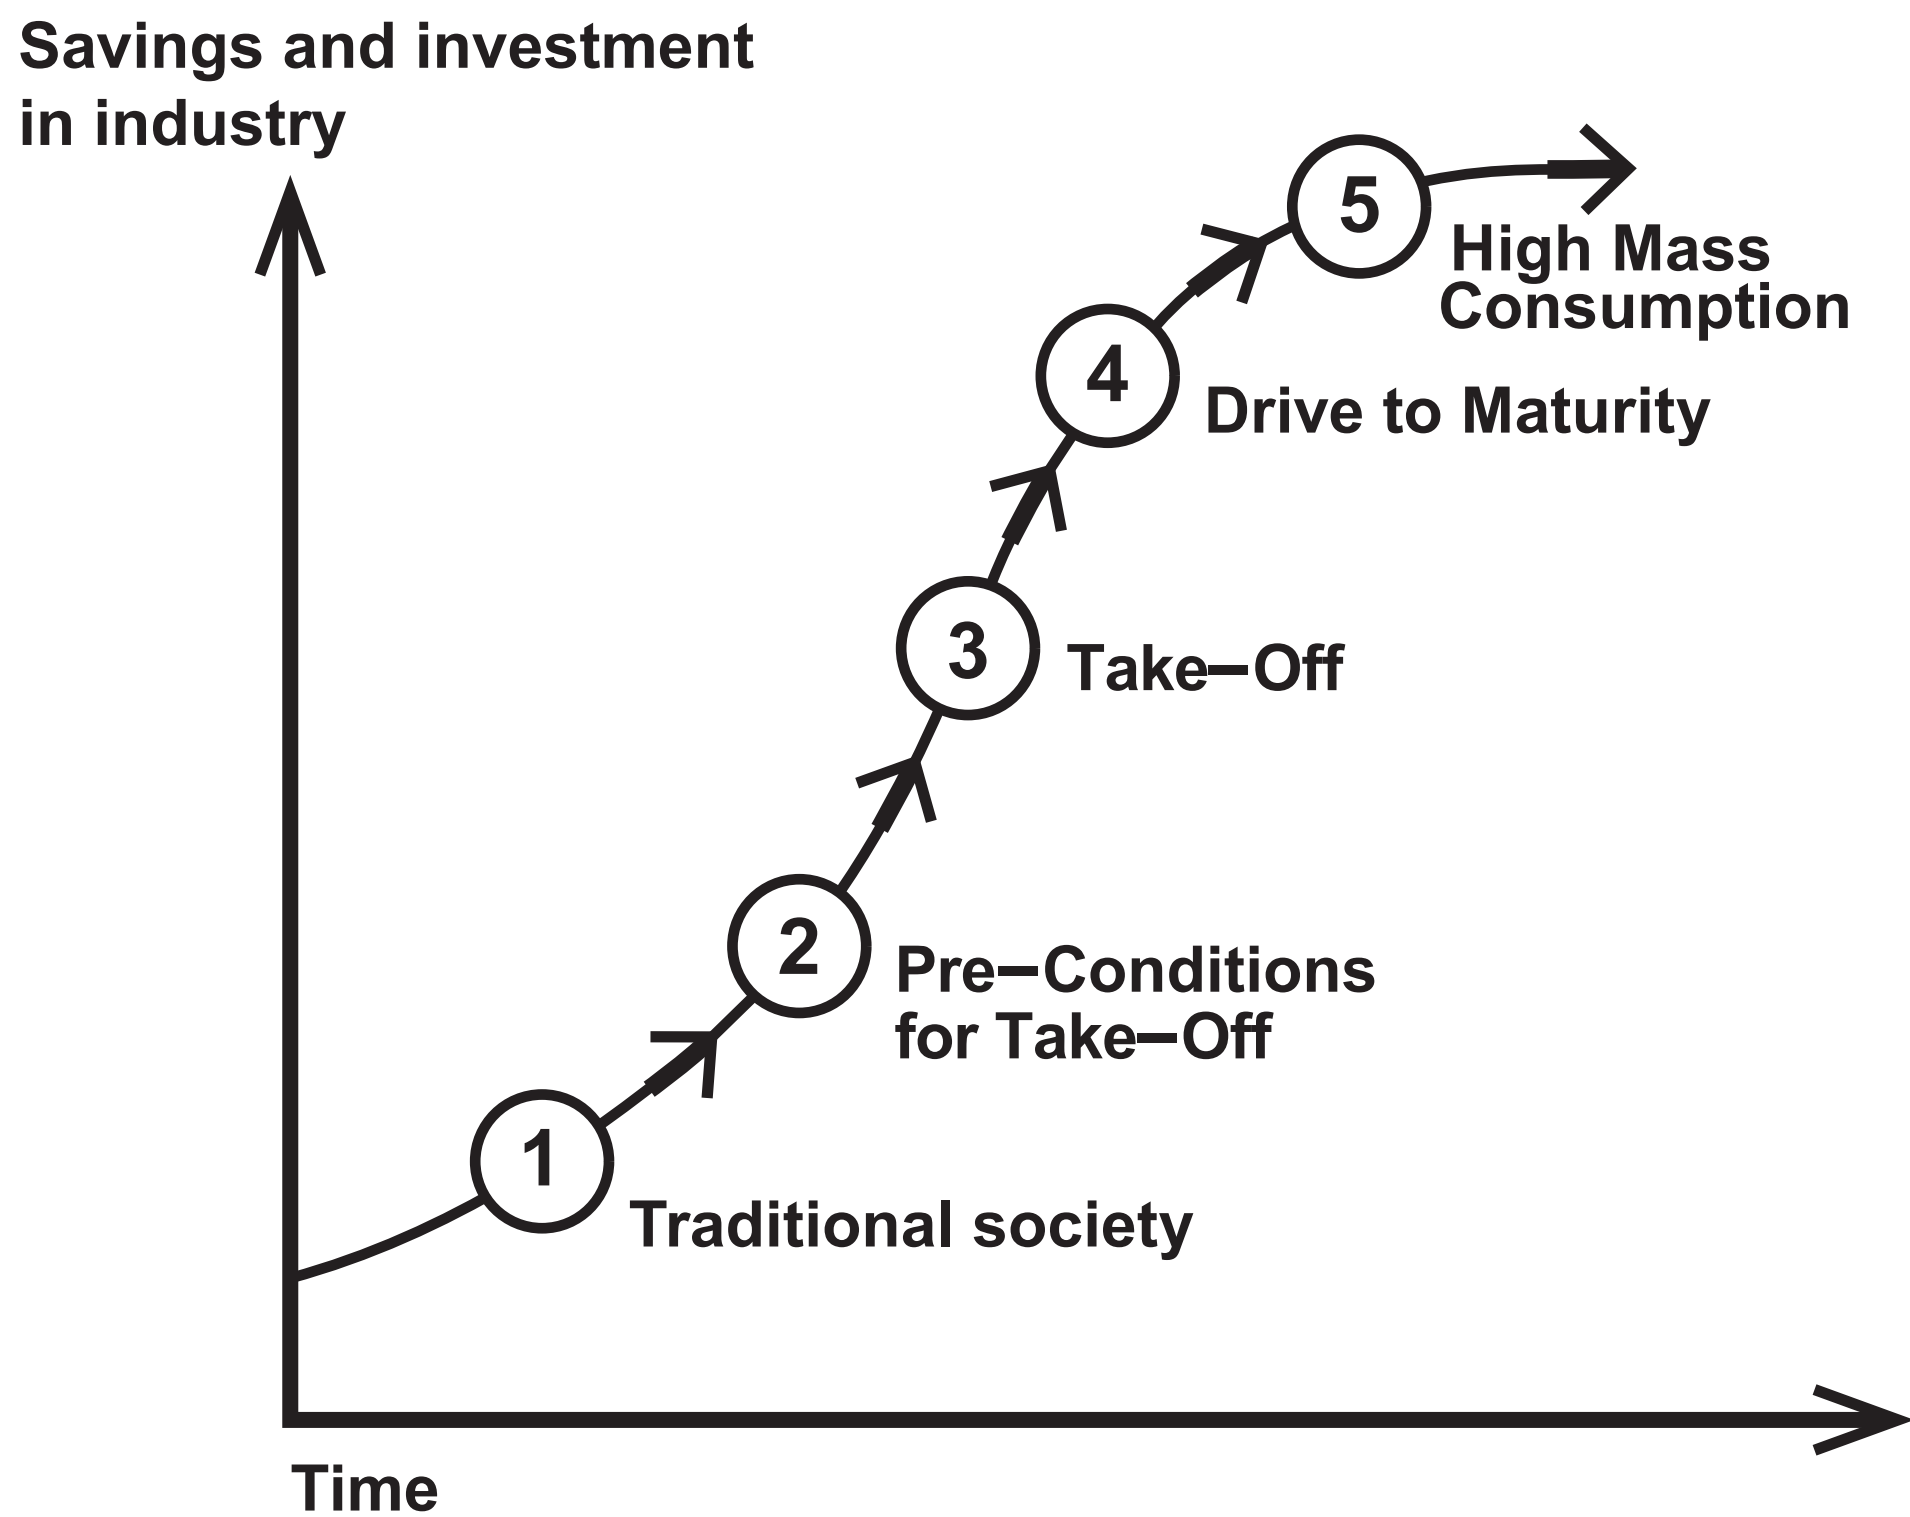 Savings and investment
in industry
5
High Mass
Consumption
4
Drive to Maturity
3
Take–Off
2
Pre–Conditions
for Take–Off
1
Traditional society
Time